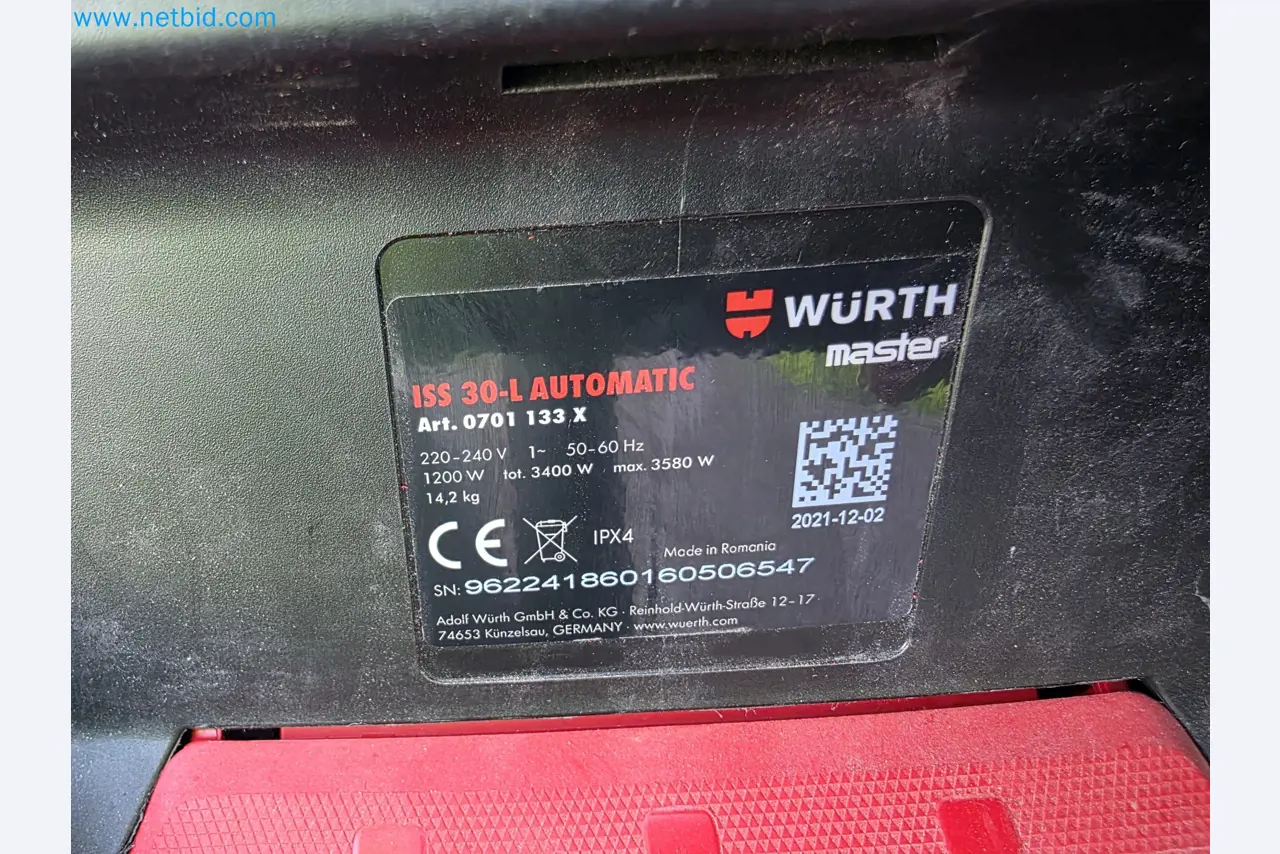 www.netbid.com
WÜRTH
master
ISS 30-L AUTOMATIC
Art. 0701 133 X
220-240 V 1~ 50-60 Hz
1200 W tot. 3400 W max. 3580 W
14,2 kg
2021-12-02
CE IPX4
Made in Romania
SN: 962241860160506547
Adolf Würth GmbH & Co. KG · Reinhold-Würth-Straße 12-17 ·
74653 Künzelsau, GERMANY · www.wuerth.com